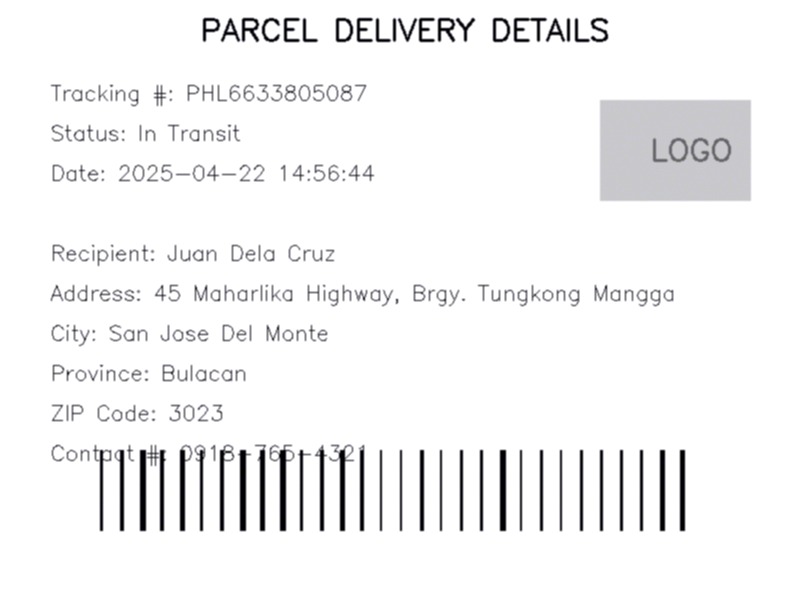 PARCEL DELIVERY DETAILS
Tracking #: PHL6633805087
Status: In Transit
Date: 2025-04-22 14:56:44
LOGO
Recipient: Juan Dela Cruz
Address: 45 Maharlika Highway, Brgy. Tungkong Mangga
City: San Jose Del Monte
Province: Bulacan
ZIP Code: 3023
Contact #: 0918-765-4321